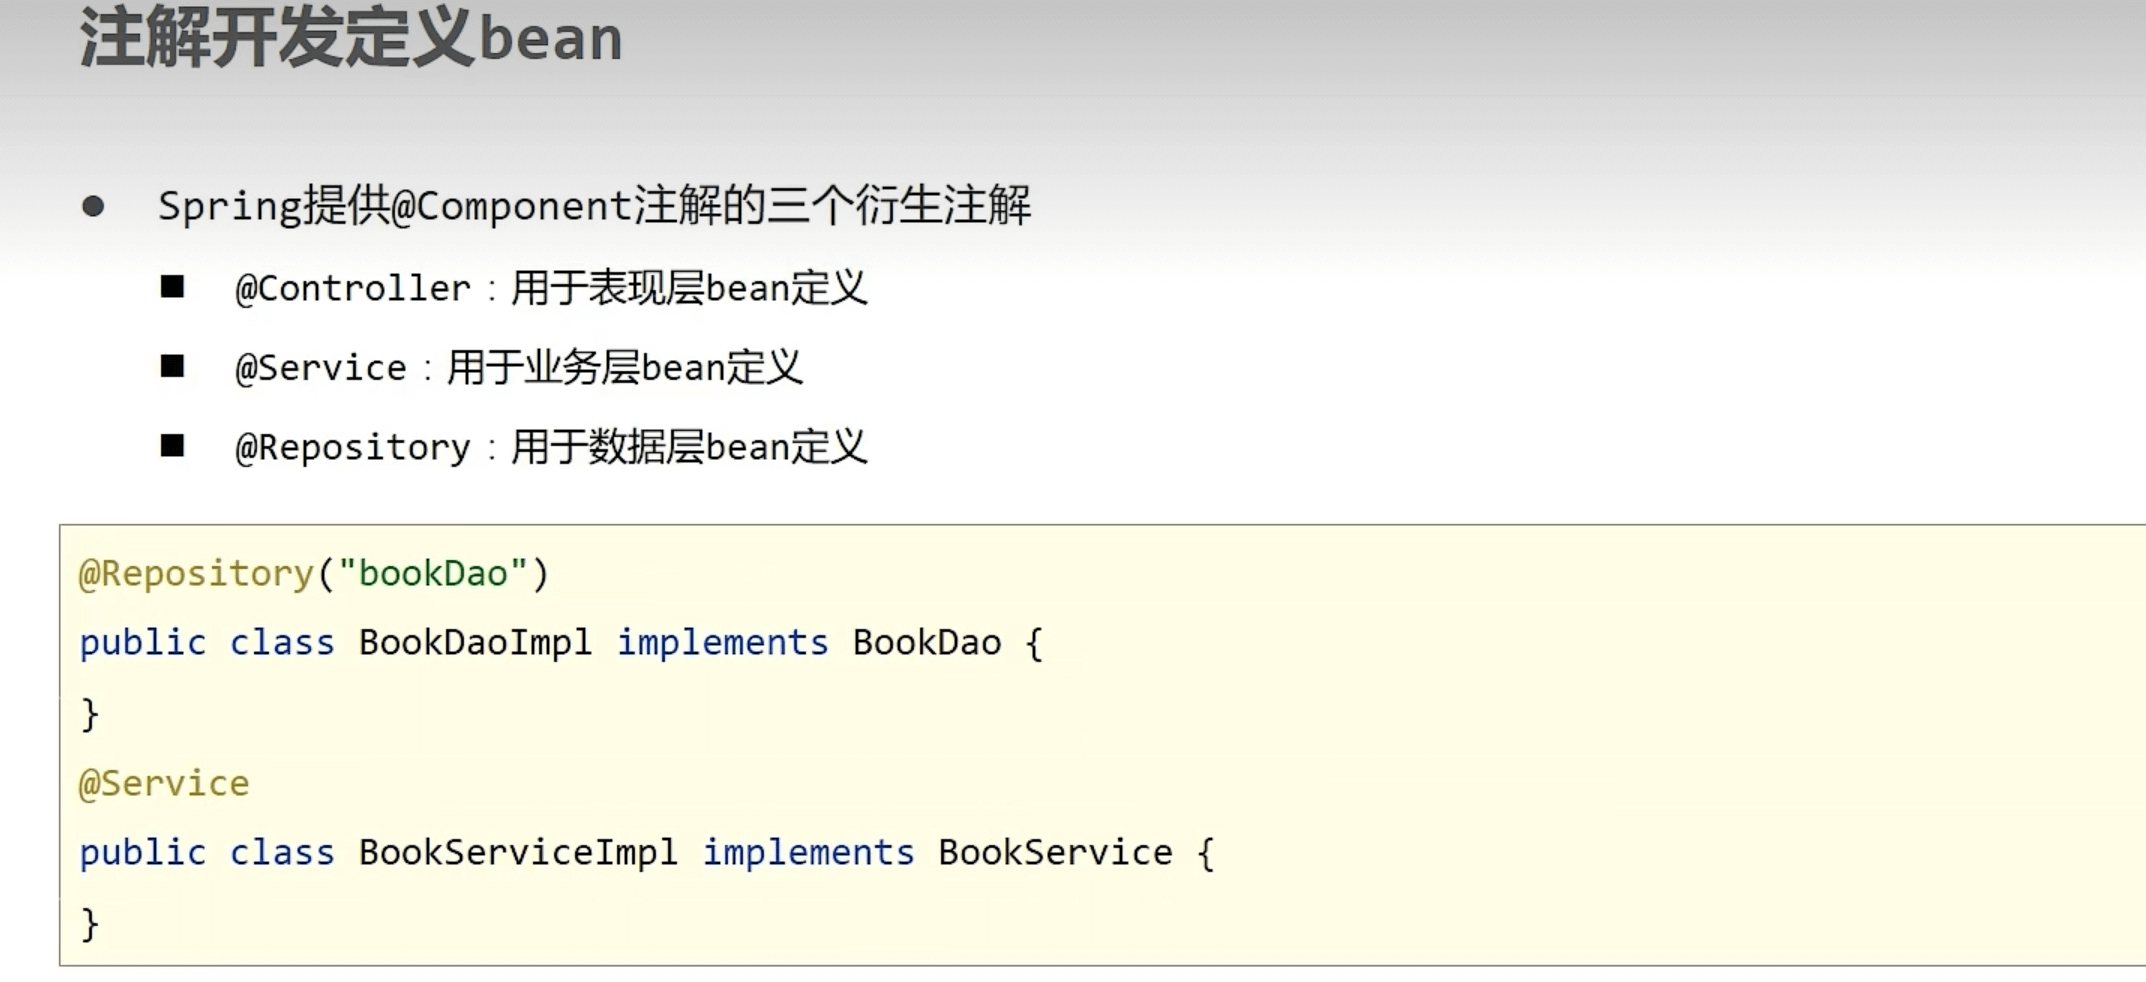 注解开发定义bean
● Spring提供@Component注解的三个衍生注解
■ @Controller：用于表现层bean定义
■ @Service：用于业务层bean定义
■ @Repository：用于数据层bean定义
@Repository("bookDao")
public class BookDaoImpl implements BookDao {
}
@Service
public class BookServiceImpl implements BookService {
}